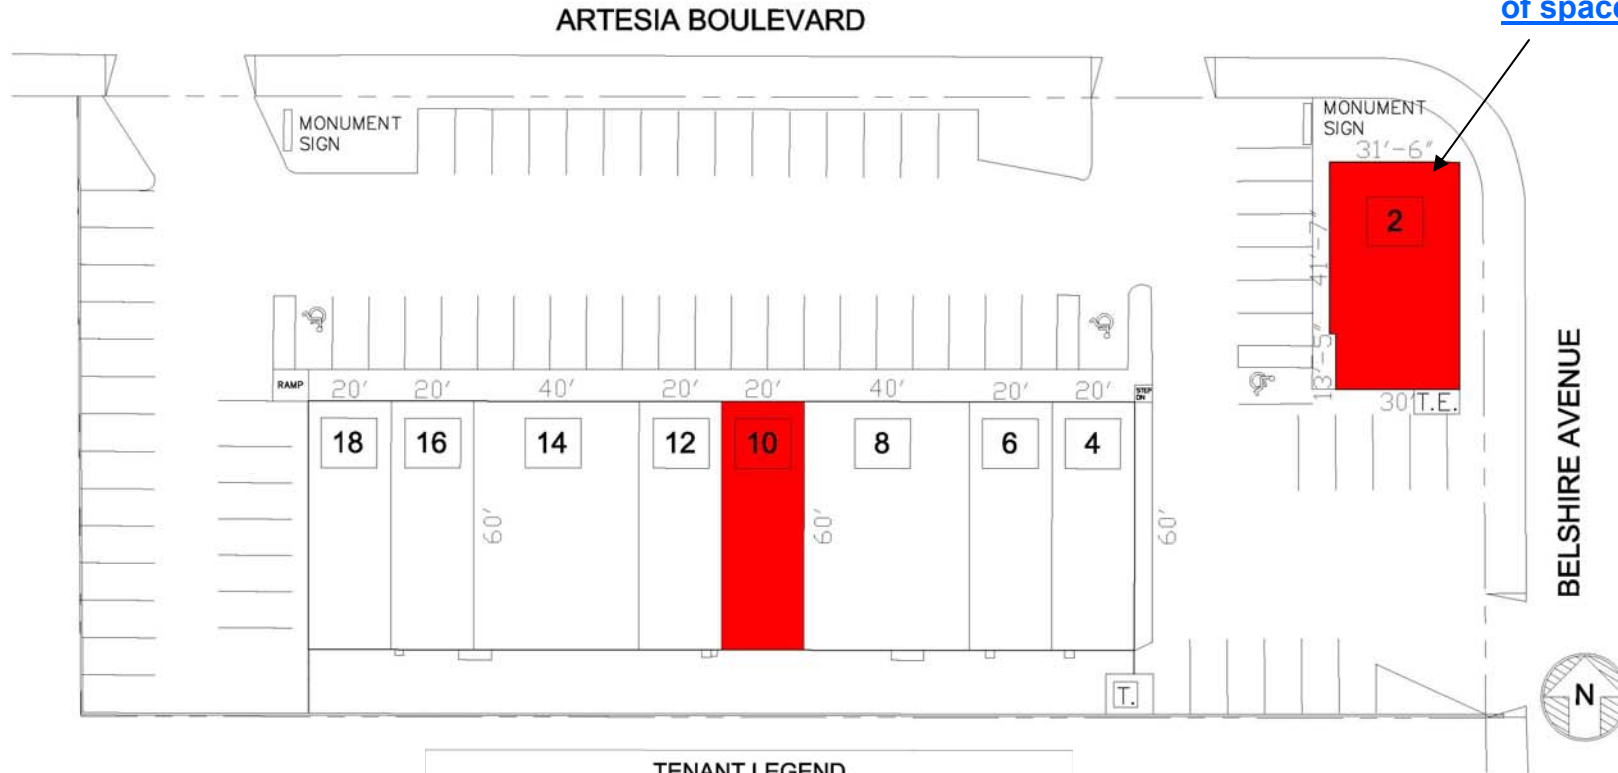 of space
ARTESIA BOULEVARD
MONUMENT
SIGN
MONUMENT
SIGN
31'-6"
2
41'-7"
13'-5"
30'
T.E.
BELSHIRE AVENUE
RAMP
20'
20'
40'
20'
20'
40'
20'
20'
STEP
DN
18
16
14
12
10
8
6
4
60'
60'
60'
T.
N
TENANT LEGEND